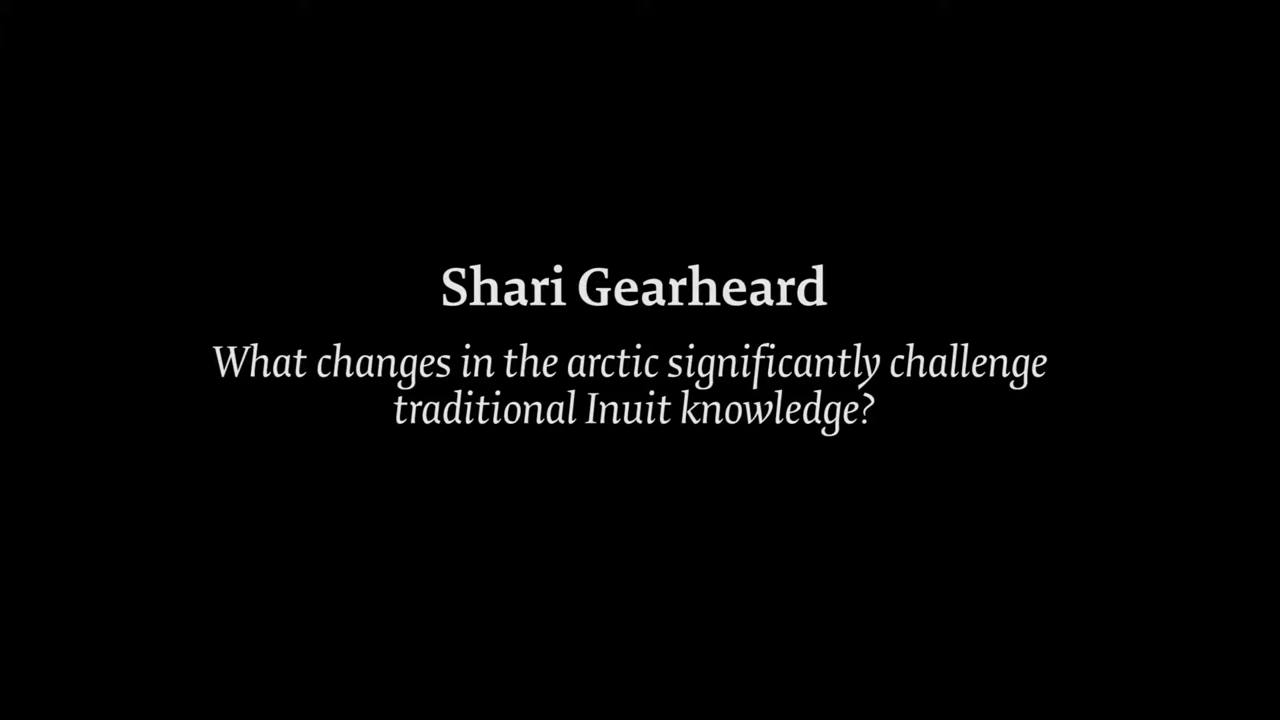 Shari Gearheard
What changes in the arctic significantly challenge
traditional Inuit knowledge?